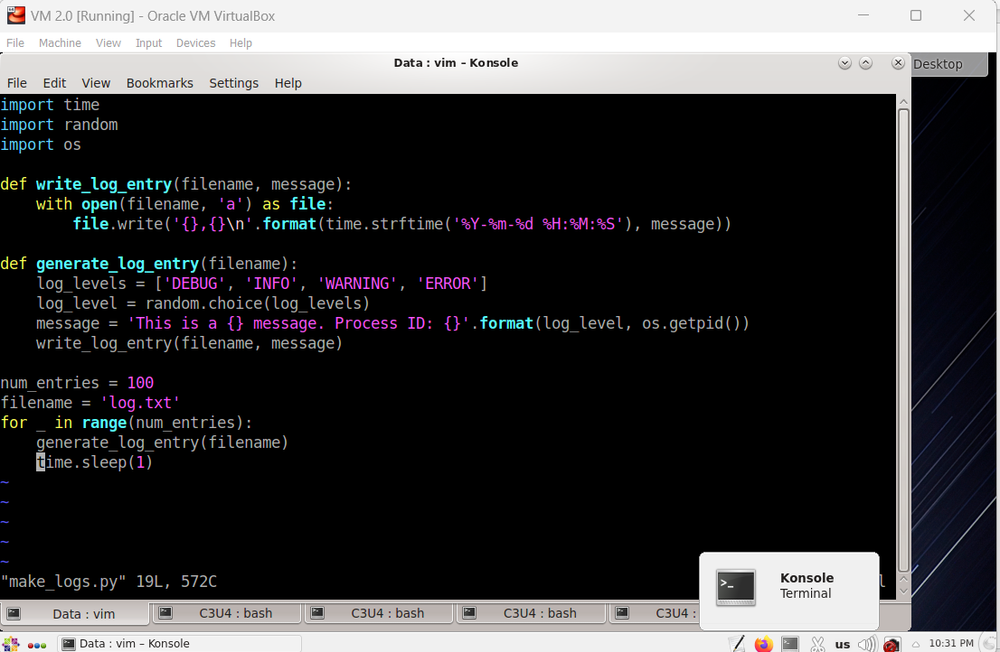 VM 2.0 [Running] - Oracle VM VirtualBox
File Machine View Input Devices Help
Data : vim – Konsole
Desktop
File Edit View Bookmarks Settings Help
import time
import random
import os
def write_log_entry(filename, message):
    with open(filename, 'a') as file:
        file.write('{},{}\n'.format(time.strftime('%Y-%m-%d %H:%M:%S'), message))
def generate_log_entry(filename):
    log_levels = ['DEBUG', 'INFO', 'WARNING', 'ERROR']
    log_level = random.choice(log_levels)
    message = 'This is a {} message. Process ID: {}'.format(log_level, os.getpid())
    write_log_entry(filename, message)
num_entries = 100
filename = 'log.txt'
for _ in range(num_entries):
    generate_log_entry(filename)
    time.sleep(1)
~
~
~
~
~
"make_logs.py" 19L, 572C
l
Konsole
Terminal
Data : vim
C3U4 : bash
C3U4 : bash
C3U4 : bash
C3U4 :
Data : vim – Konsole
us
10:31 PM